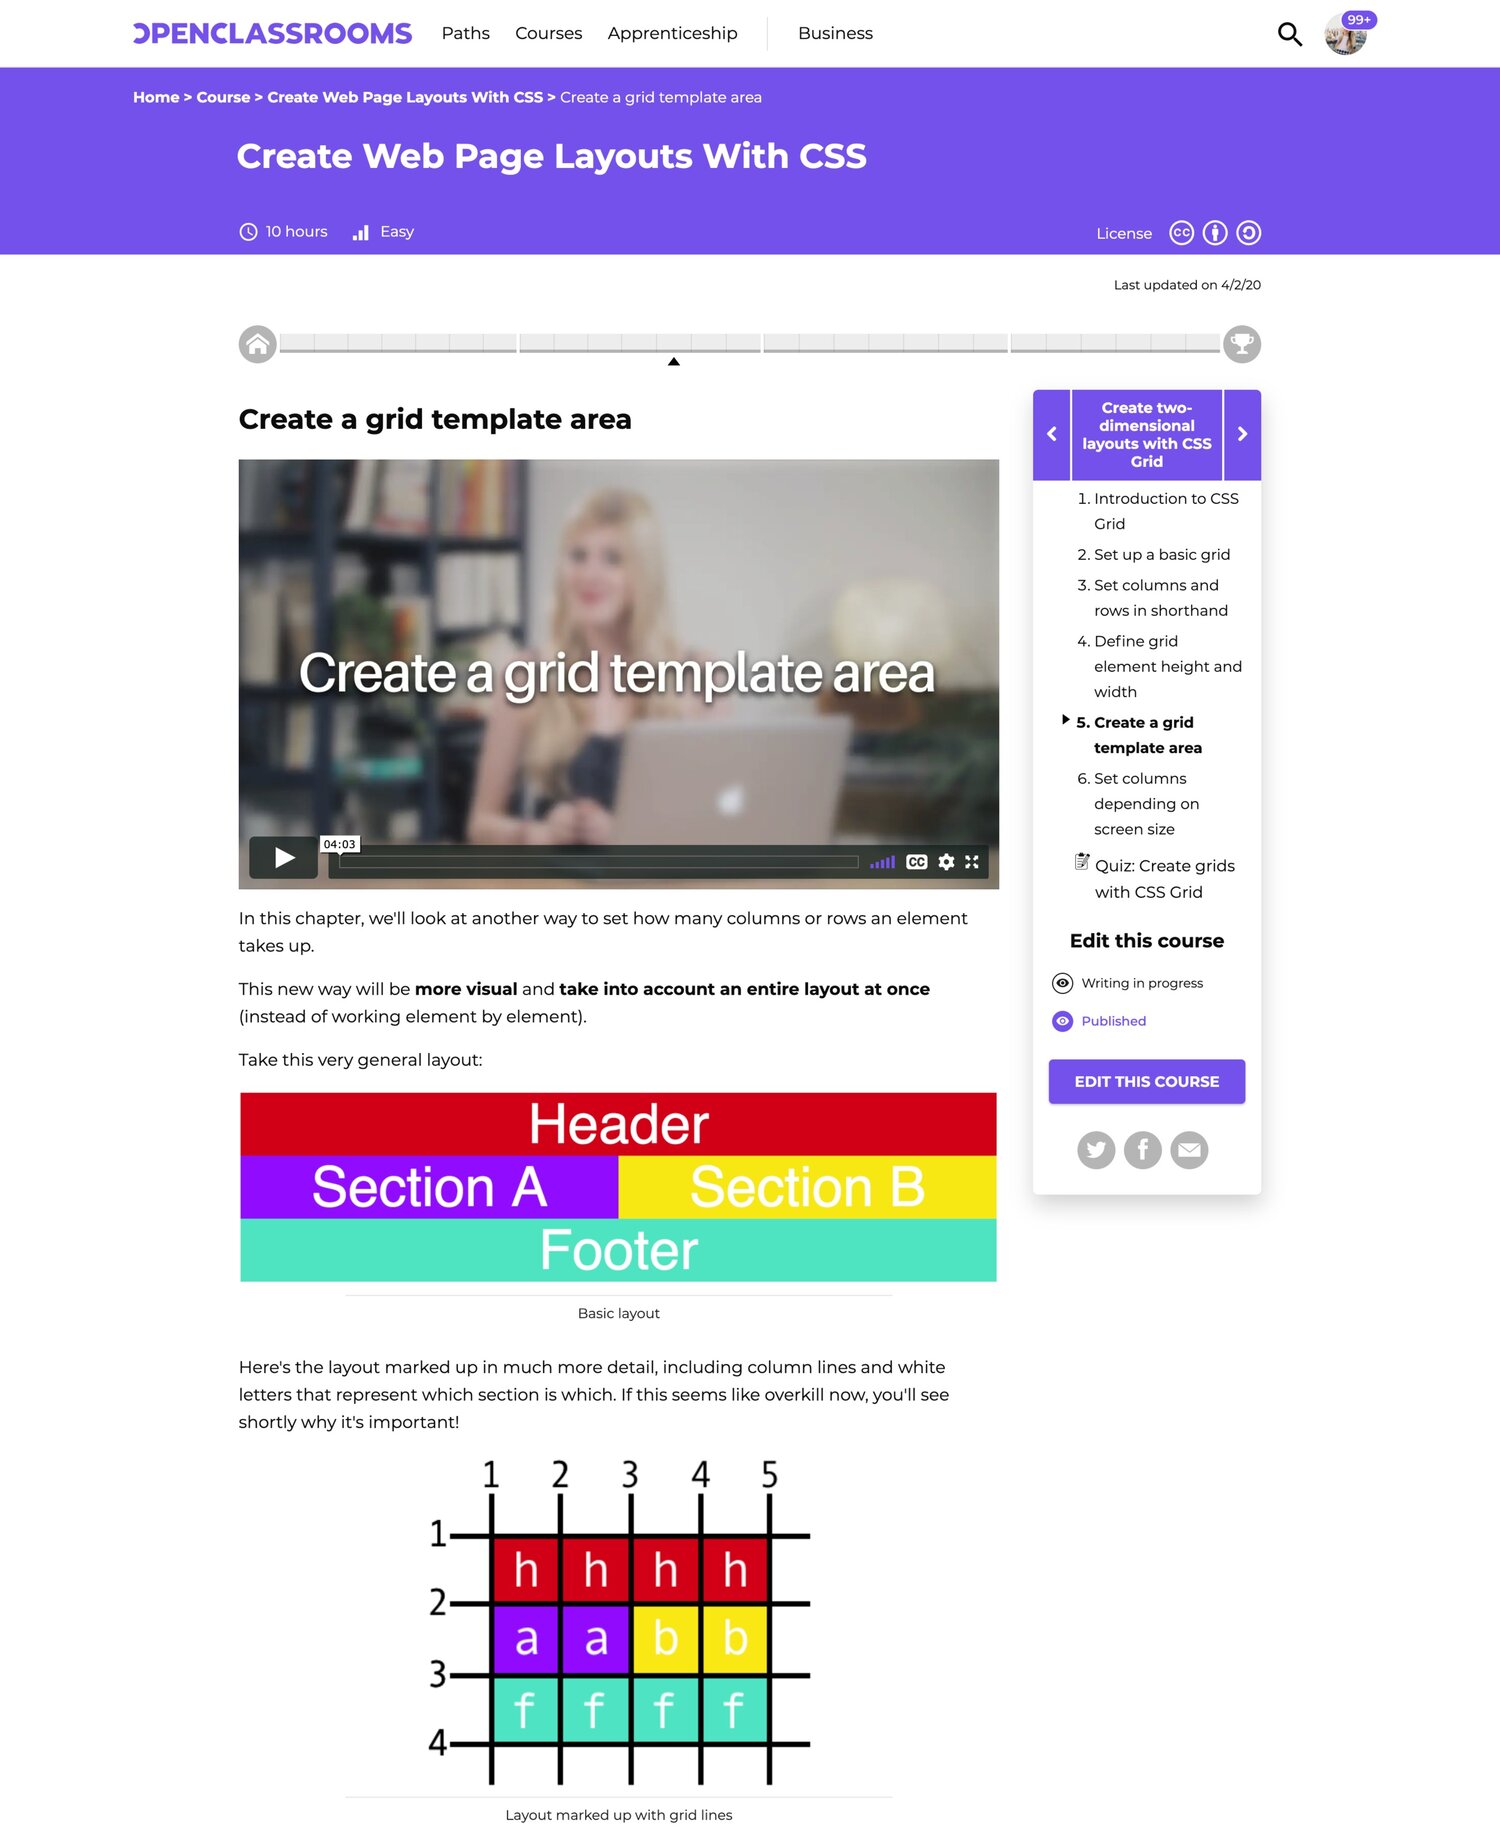 OPENCLASSROOMS Paths Courses Apprenticeship Business 99+
Home > Course > Create Web Page Layouts With CSS > Create a grid template area
Create Web Page Layouts With CSS
10 hours Easy License cc
Last updated on 4/2/20
Create a grid template area
Create a grid template area
04:03
CC
In this chapter, we'll look at another way to set how many columns or rows an element
takes up.
This new way will be more visual and take into account an entire layout at once
(instead of working element by element).
Take this very general layout:
Header
Section A Section B
Footer
Basic layout
Here's the layout marked up in much more detail, including column lines and white
letters that represent which section is which. If this seems like overkill now, you'll see
shortly why it's important!
1 2 3 4 5
1
h h h h
2
a a b b
3
f f f f
4
Layout marked up with grid lines
Create two-
dimensional
layouts with CSS
Grid
1. Introduction to CSS
Grid
2. Set up a basic grid
3. Set columns and
rows in shorthand
4. Define grid
element height and
width
5. Create a grid
template area
6. Set columns
depending on
screen size
Quiz: Create grids
with CSS Grid
Edit this course
Writing in progress
Published
EDIT THIS COURSE